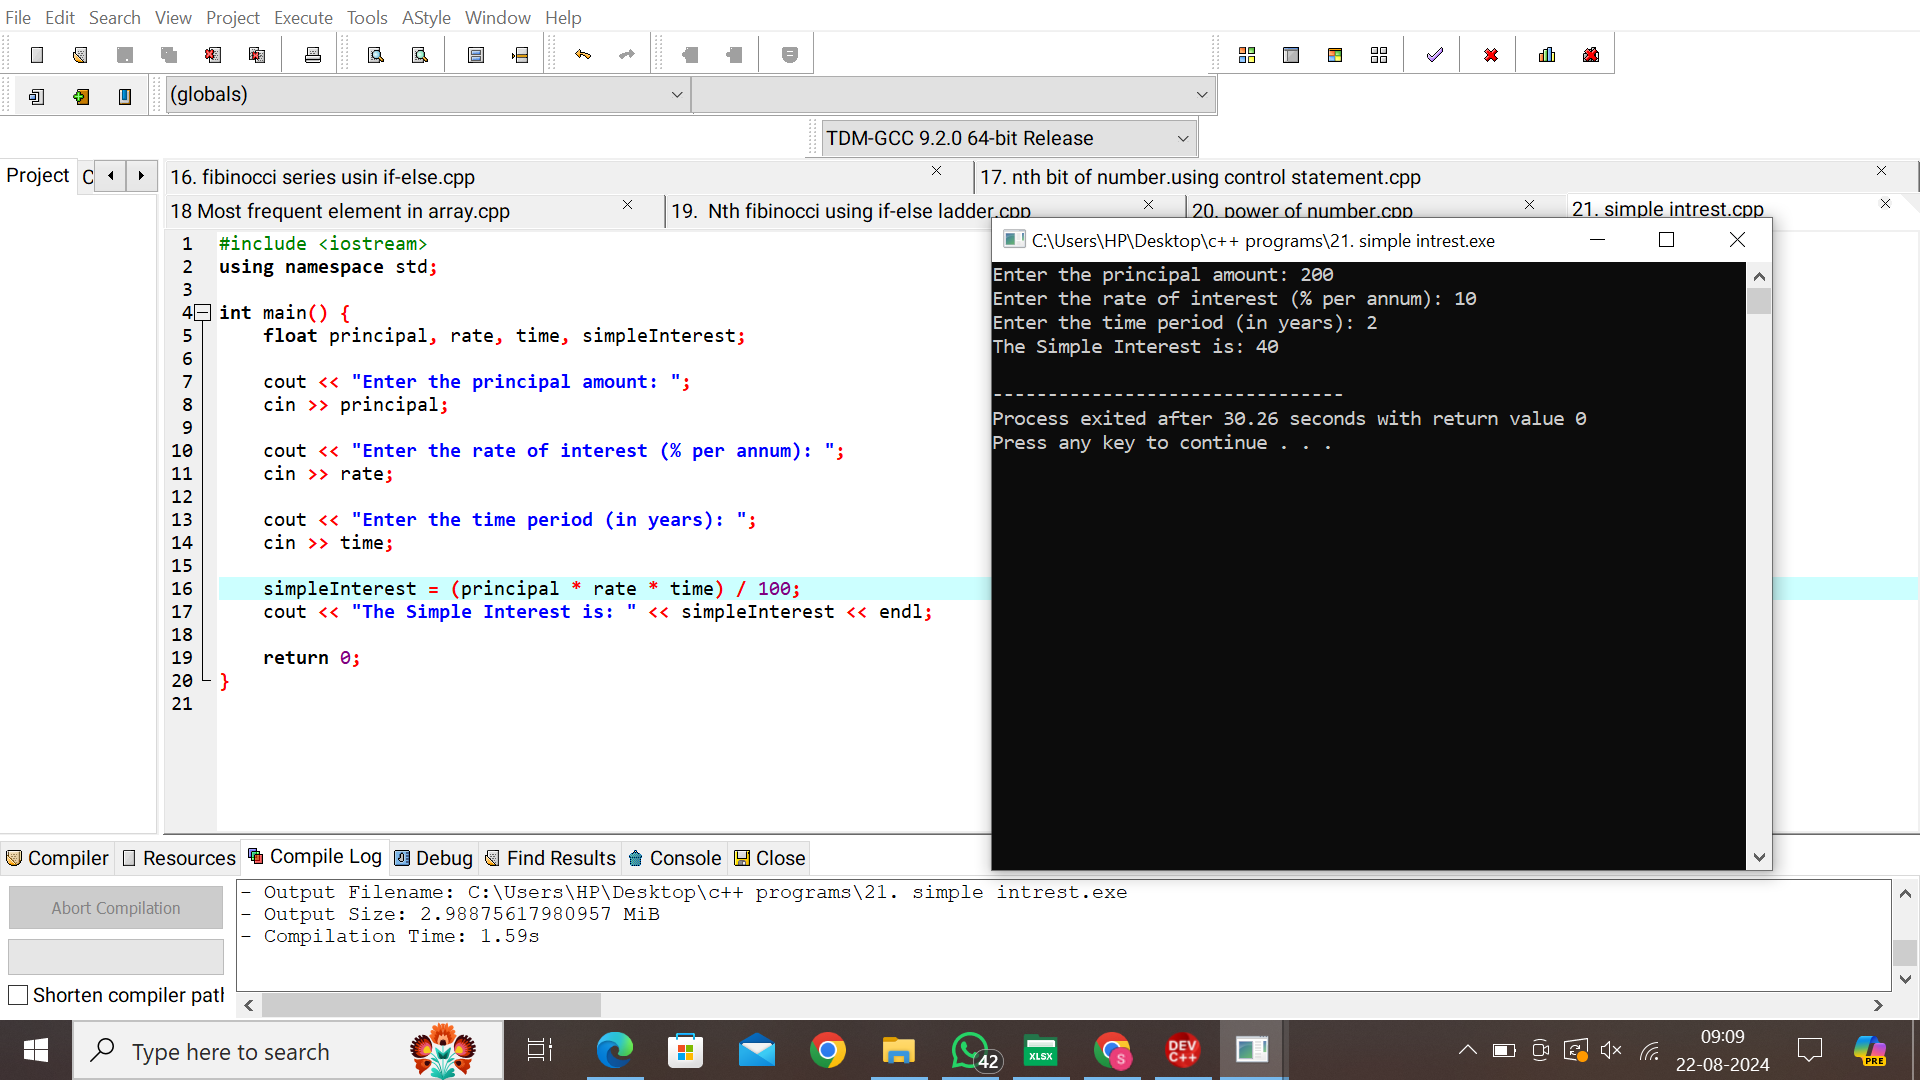 File Edit Search View Project Execute Tools AStyle Window Help
(globals)
TDM-GCC 9.2.0 64-bit Release
Project
16. fibinocci series usin if-else.cpp
17. nth bit of number.using control statement.cpp
18 Most frequent element in array.cpp
19. Nth fibinocci using if-else ladder.cpp
20. power of number.cpp
21. simple intrest.cpp
1 #include <iostream>
2 using namespace std;
3
4 int main() {
5 float principal, rate, time, simpleInterest;
6
7 cout << "Enter the principal amount: ";
8 cin >> principal;
9
10 cout << "Enter the rate of interest (% per annum): ";
11 cin >> rate;
12
13 cout << "Enter the time period (in years): ";
14 cin >> time;
15
16 simpleInterest = (principal * rate * time) / 100;
17 cout << "The Simple Interest is: " << simpleInterest << endl;
18
19 return 0;
20 }
21
C:\Users\HP\Desktop\c++ programs\21. simple intrest.exe
Enter the principal amount: 200
Enter the rate of interest (% per annum): 10
Enter the time period (in years): 2
The Simple Interest is: 40
--------------------------------
Process exited after 30.26 seconds with return value 0
Press any key to continue . . .
Compiler Resources Compile Log Debug Find Results Console Close
Abort Compilation
Shorten compiler path
- Output Filename: C:\Users\HP\Desktop\c++ programs\21. simple intrest.exe
- Output Size: 2.98875617980957 MiB
- Compilation Time: 1.59s
Type here to search
42
XLSX
S
DEV
C++
09:09
22-08-2024
PRE